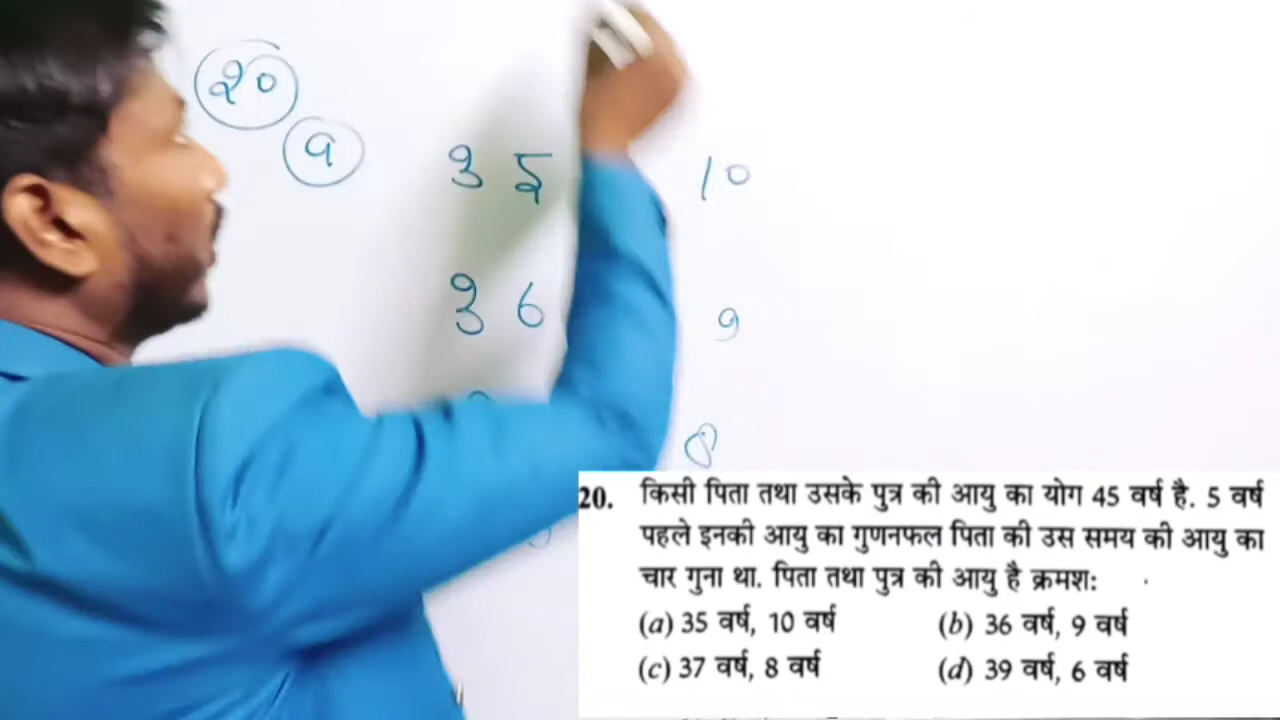 20
9
35 10
36 9
8
20. किसी पिता तथा उसके पुत्र की आयु का योग 45 वर्ष है. 5 वर्ष
पहले इनकी आयु का गुणनफल पिता की उस समय की आयु का
चार गुना था. पिता तथा पुत्र की आयु है क्रमश:
(a) 35 वर्ष, 10 वर्ष (b) 36 वर्ष, 9 वर्ष
(c) 37 वर्ष, 8 वर्ष (d) 39 वर्ष, 6 वर्ष